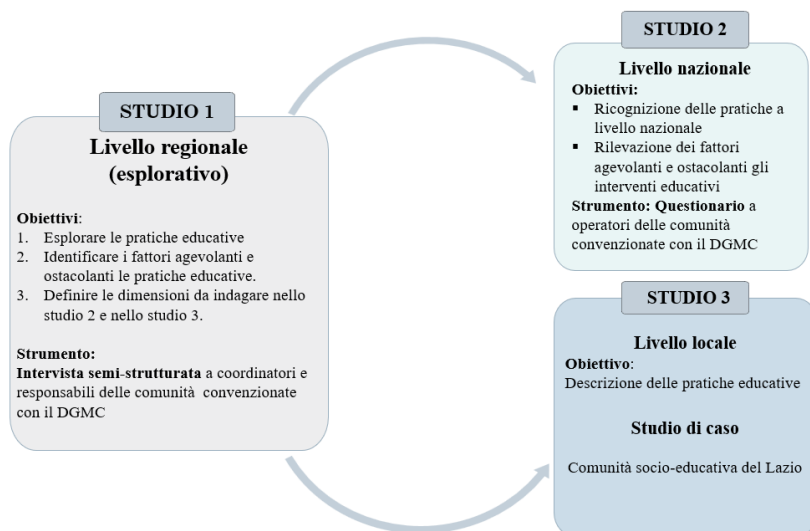 STUDIO 1
Livello regionale
(esplorativo)
Obiettivi:
1. Esplorare le pratiche educative
2. Identificare i fattori agevolanti e
ostacolanti le pratiche educative.
3. Definire le dimensioni da indagare nello
studio 2 e nello studio 3.
Strumento:
Intervista semi-strutturata a coordinatori e
responsabili delle comunità convenzionate
con il DGMC
STUDIO 2
Livello nazionale
Obiettivi:
▪ Ricognizione delle pratiche a
livello nazionale
▪ Rilevazione dei fattori
agevolanti e ostacolanti gli
interventi educativi
Strumento: Questionario a
operatori delle comunità
convenzionate con il DGMC
STUDIO 3
Livello locale
Obiettivo:
Descrizione delle pratiche educative
Studio di caso
Comunità socio-educativa del Lazio